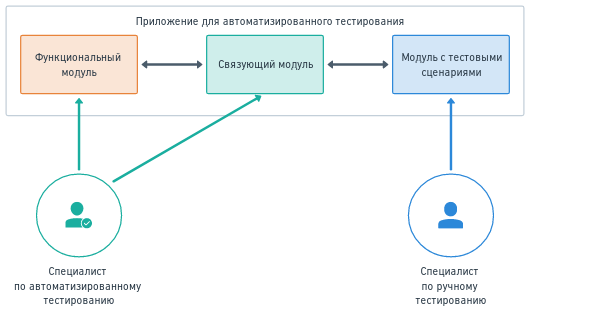 Приложение для автоматизированного тестирования
Функциональный
модуль
Связующий модуль
Модуль с тестовыми
сценариями
Специалист
по автоматизированному
тестированию
Специалист
по ручному
тестированию